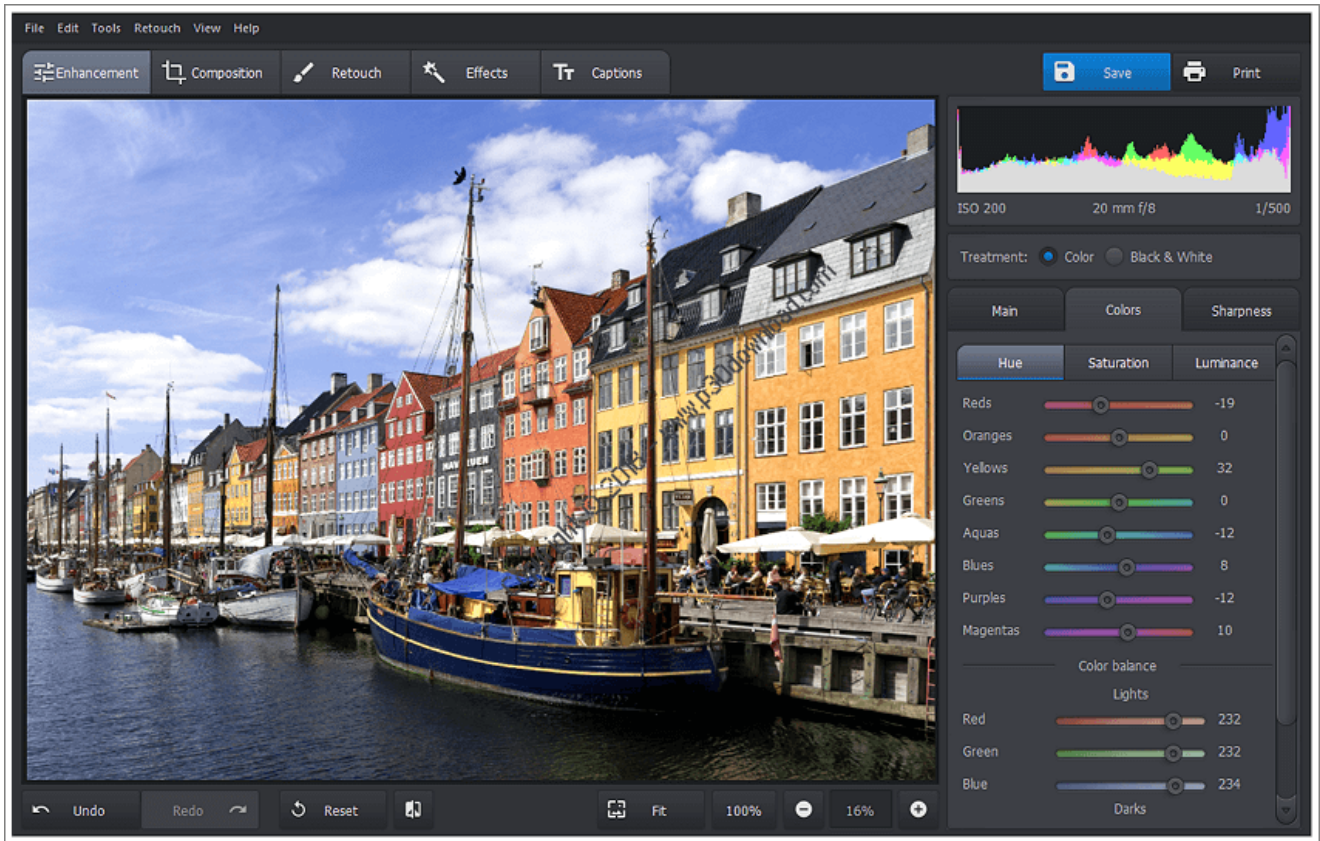 File Edit Tools Retouch View Help
Enhancement Composition Retouch Effects Captions Save Print
ISO 200 20 mm f/8 1/500
Treatment: Color Black & White
Main Colors Sharpness
Hue Saturation Luminance
Reds -19
Oranges 0
Yellows 32
Greens 0
Aquas -12
Blues 8
Purples -12
Magentas 10
Color balance
Lights
Red 232
Green 232
Blue 234
Darks
www.p30download.com
Undo Redo Reset Fit 100% 16%